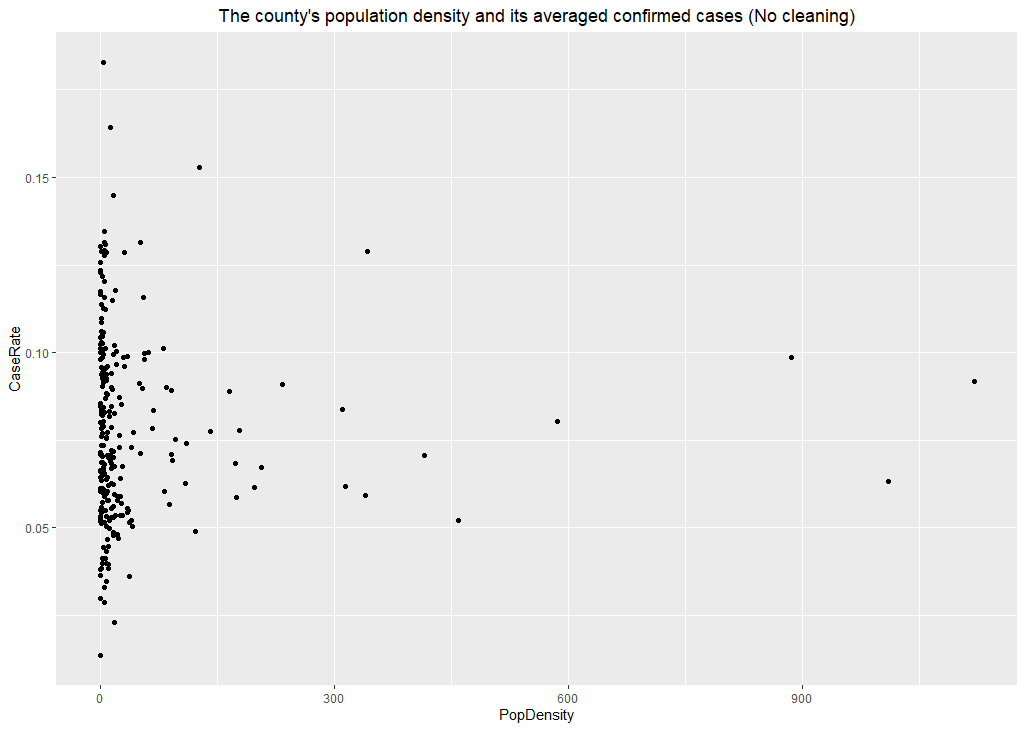 The county's population density and its averaged confirmed cases (No cleaning)
CaseRate
0.15
0.10
0.05
0
300
600
900
PopDensity